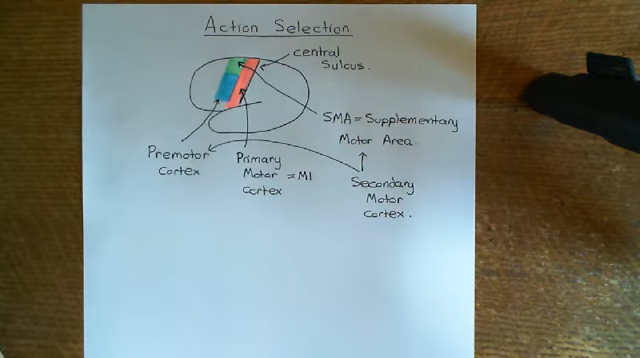 Action Selection
central
Sulcus.
SMA = Supplementary
Motor Area.
Premotor
Cortex
Primary
Motor = M1
Cortex
Secondary
Motor
Cortex.